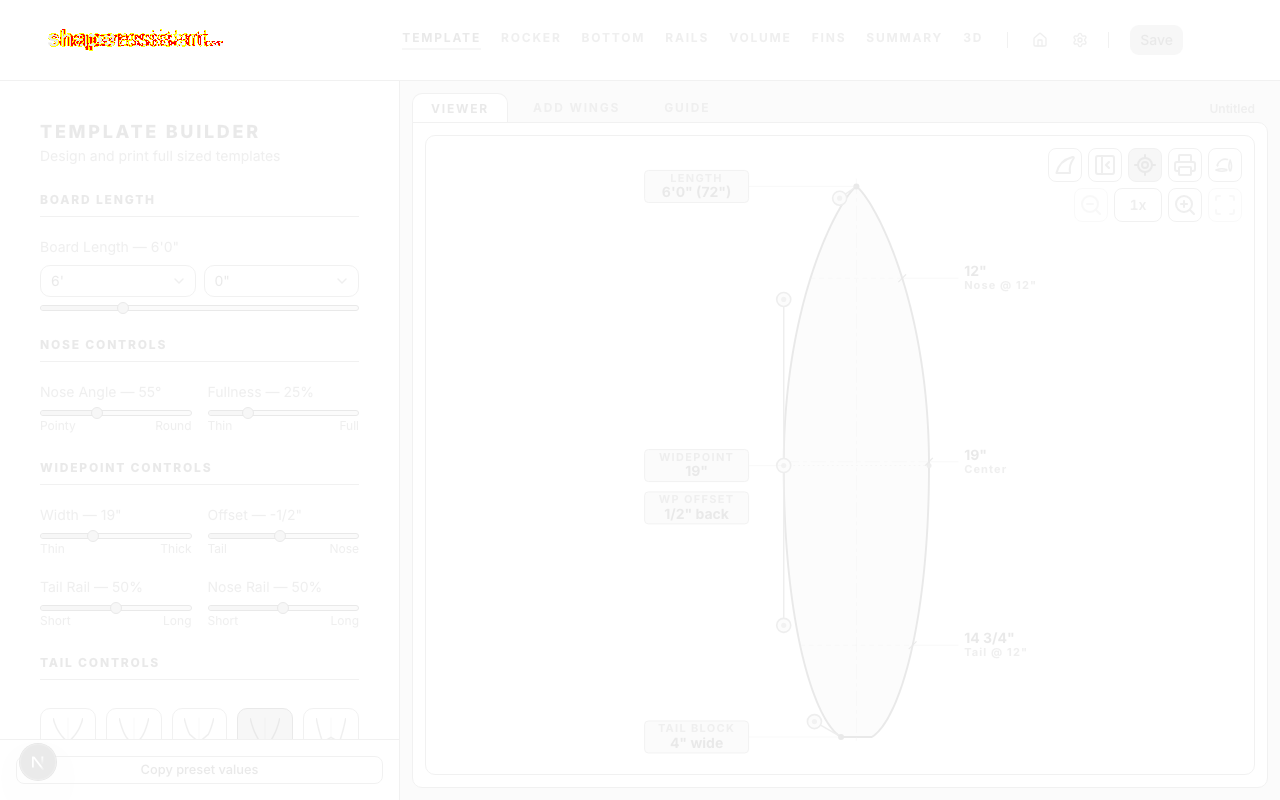 TEMPLATE ROCKER BOTTOM RAILS VOLUME FINS SUMMARY 3D Save
VIEWER ADD WINGS GUIDE Untitled
TEMPLATE BUILDER
Design and print full sized templates
BOARD LENGTH
Board Length — 6'0"
6' 0"
NOSE CONTROLS
Nose Angle — 55° Fullness — 25%
Pointy Round Thin Full
WIDEPOINT CONTROLS
Width — 19" Offset — -1/2"
Thin Thick Tail Nose
Tail Rail — 50% Nose Rail — 50%
Short Long Short Long
TAIL CONTROLS
Copy preset values
LENGTH
6'0" (72")
1x
12"
Nose @ 12"
WIDEPOINT
19"
19"
Center
WP OFFSET
1/2" back
14 3/4"
Tail @ 12"
TAIL BLOCK
4" wide